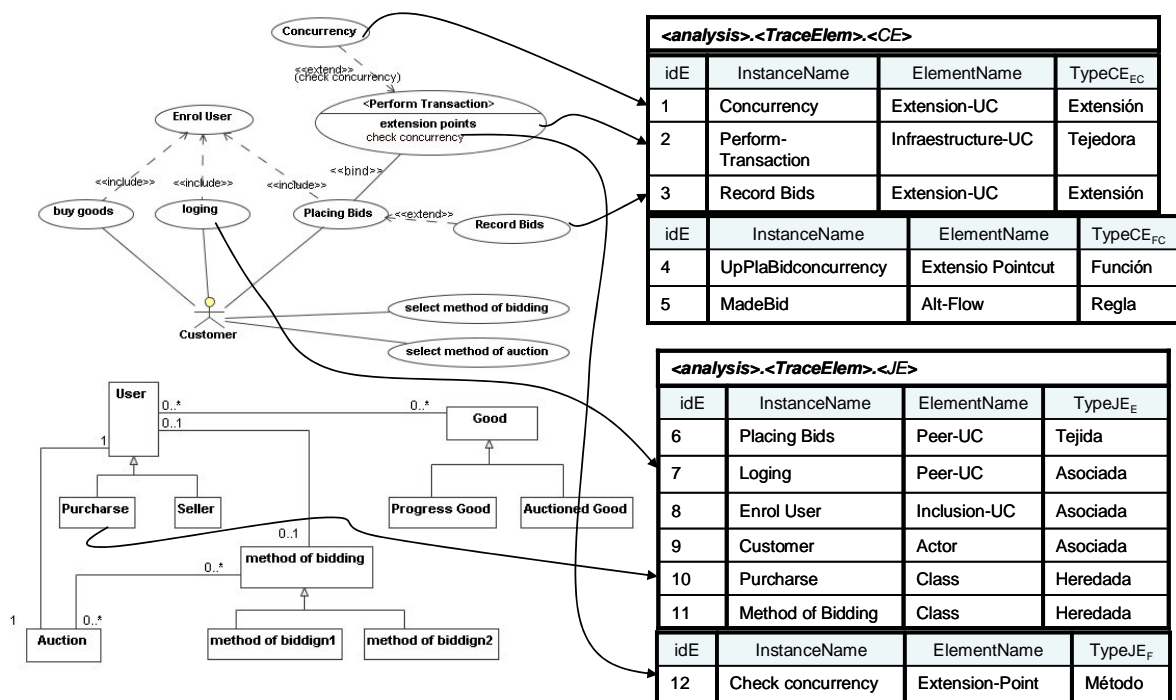 Concurrency
<<extend>>
(check concurrency)
<Perform Transaction>
extension points
check concurrency
Enrol User
<<include>>
<<include>>
<<include>>
<<bind>>
buy goods
loging
Placing Bids
<<extend>>
Record Bids
select method of bidding
Customer
select method of auction
User
0..*
0..*
0..1
Good
1
Purcharse
Seller
Progress Good
Auctioned Good
0..1
method of bidding
0..*
1
0..*
Auction
method of biddign1
method of biddign2
<analysis>.<TraceElem>.<CE>
idE InstanceName ElementName TypeCE_EC
1 Concurrency Extension-UC Extensión
2 Perform-Transaction Infraestructure-UC Tejedora
3 Record Bids Extension-UC Extensión
idE InstanceName ElementName TypeCE_FC
4 UpPlaBidconcurrency Extensio Pointcut Función
5 MadeBid Alt-Flow Regla
<analysis>.<TraceElem>.<JE>
idE InstanceName ElementName TypeJE_E
6 Placing Bids Peer-UC Tejida
7 Loging Peer-UC Asociada
8 Enrol User Inclusion-UC Asociada
9 Customer Actor Asociada
10 Purcharse Class Heredada
11 Method of Bidding Class Heredada
idE InstanceName ElementName TypeJE_F
12 Check concurrency Extension-Point Método